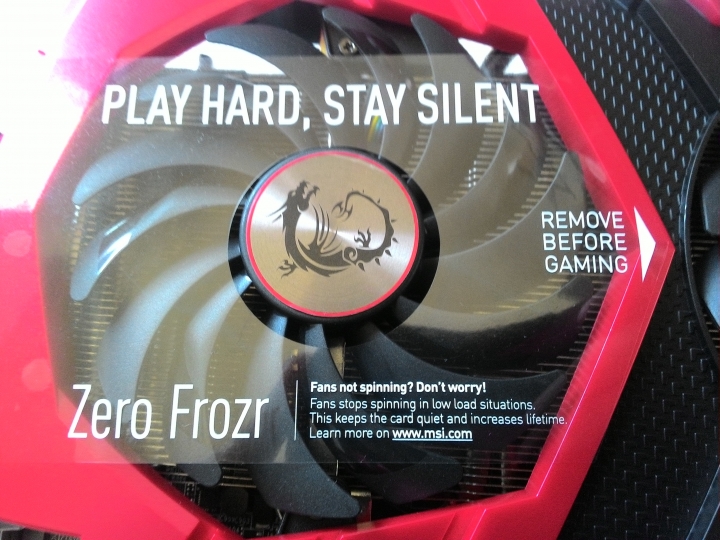 PLAY HARD, STAY SILENT
REMOVE
BEFORE
GAMING
Zero Frozr
Fans not spinning? Don't worry!
Fans stops spinning in low load situations.
This keeps the card quiet and increases lifetime.
Learn more on www.msi.com